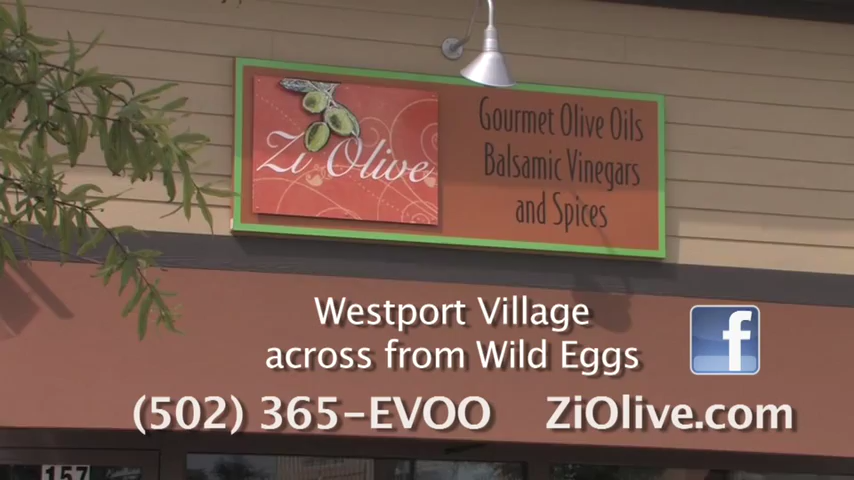 Zi Olive
Gourmet Olive Oils
Balsamic Vinegars
and Spices
Westport Village
across from Wild Eggs
f
(502) 365-EVOO ZiOlive.com
157